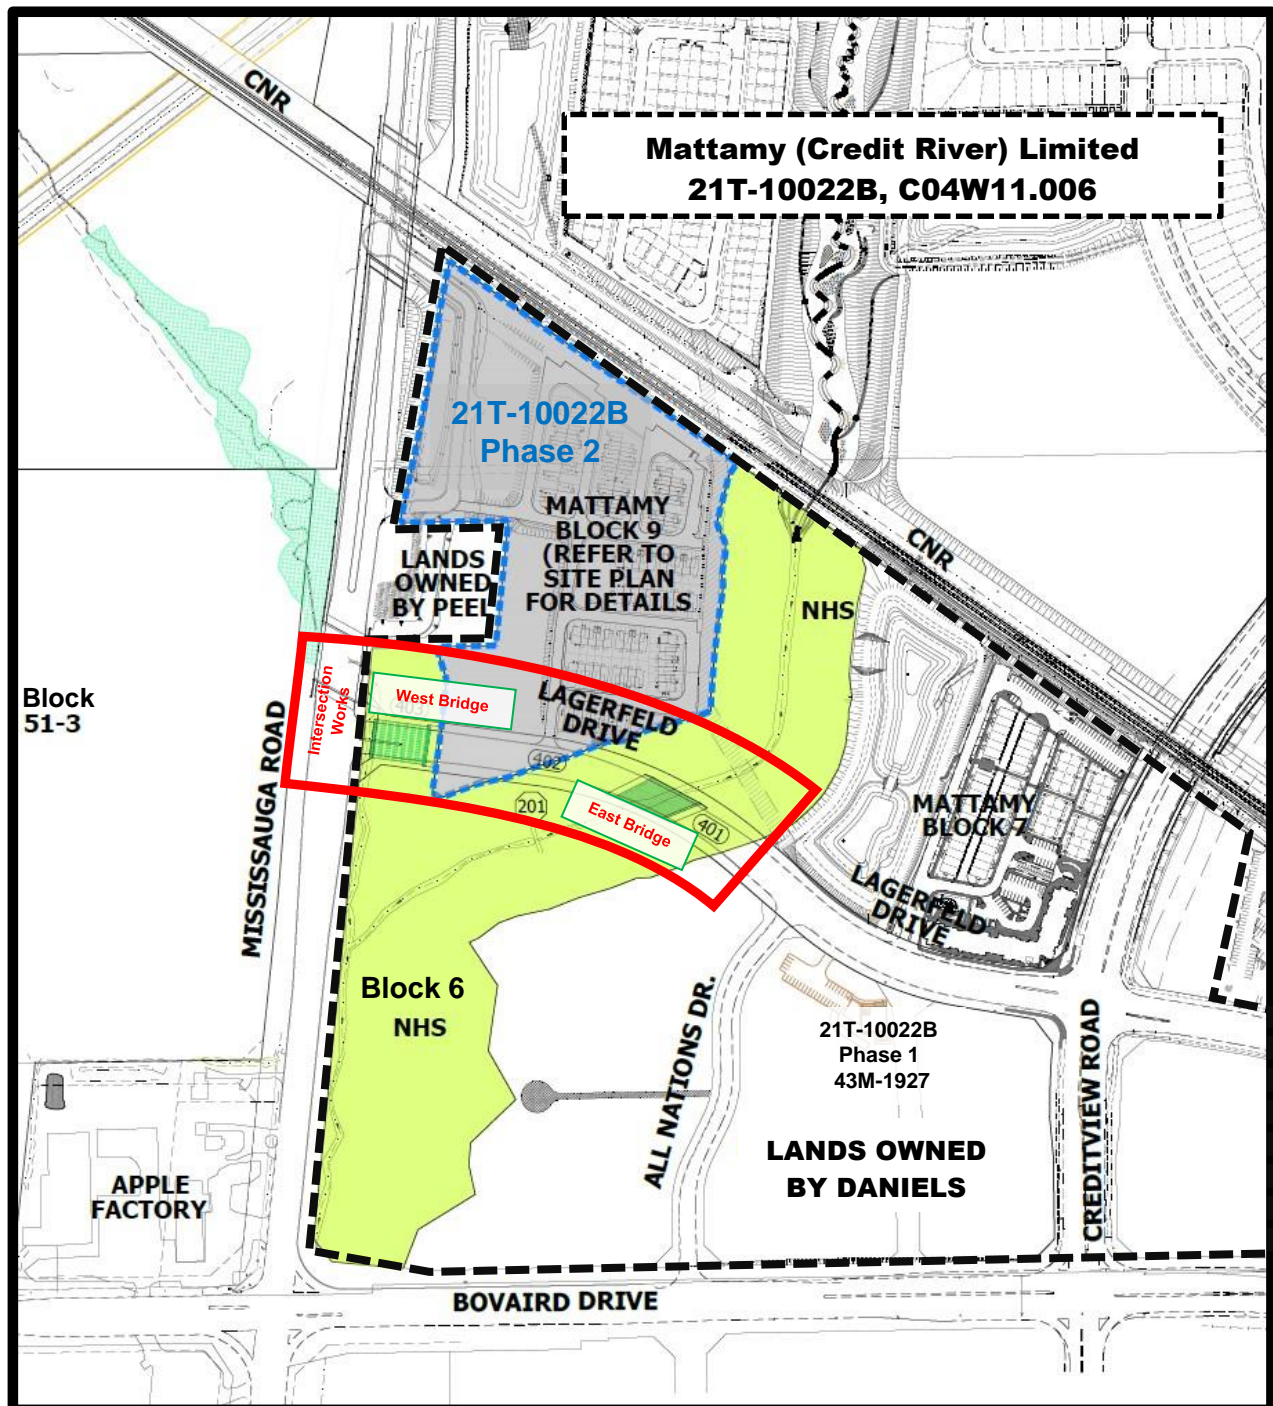 CNR
Mattamy (Credit River) Limited
21T-10022B, C04W11.006
21T-10022B
Phase 2
MATTAMY
BLOCK 9
(REFER TO
SITE PLAN
FOR DETAILS
LANDS
OWNED
BY PEEL
CNR
NHS
Block
51-3
MISSISSAUGA ROAD
Intersection
Works
West Bridge
403
LAGERFELD
DRIVE
402
201
East Bridge
401
MATTAMY
BLOCK 7
LAGERFELD
DRIVE
Block 6
NHS
ALL NATIONS DR.
21T-10022B
Phase 1
43M-1927
LANDS OWNED
BY DANIELS
CREDITVIEW ROAD
APPLE
FACTORY
BOVAIRD DRIVE